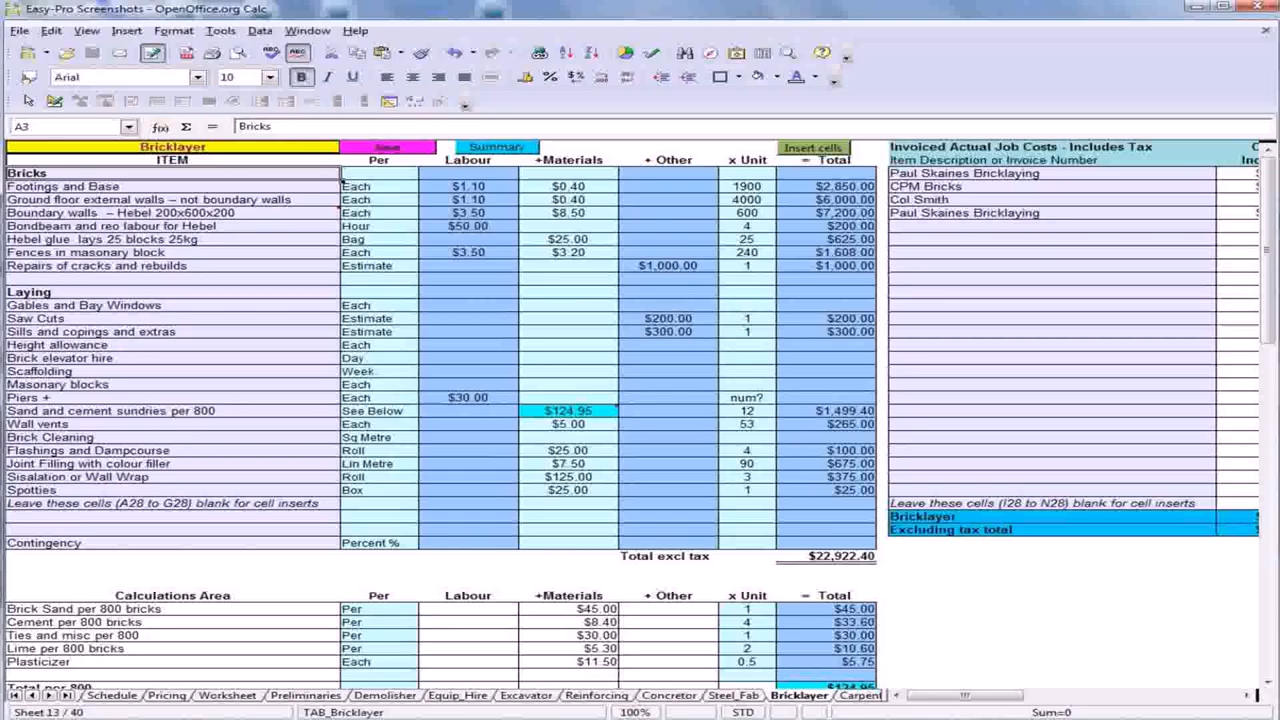 Easy-Pro Screenshots - OpenOffice.org Calc
File Edit View Insert Format Tools Data Window Help
Arial 10 B I U A
A3 f(x) Σ = Bricks
Bricklayer Summary Insert cells Invoiced Actual Job Costs - Includes Tax
ITEM Per Labour +Materials + Other x Unit = Total Item Description or Invoice Number
Bricks Paul Skaines Bricklaying
Footings and Base Each $1.10 $0.40 1900 $2,850.00 CPM Bricks
Ground floor external walls – not boundary walls Each $1.10 $0.40 4000 $6,000.00 Col Smith
Boundary walls – Hebel 200x600x200 Each $3.50 $8.50 600 $7,200.00 Paul Skaines Bricklaying
Bondbeam and reo labour for Hebel Hour $50.00 4 $200.00
Hebel glue lays 25 blocks 25kg Bag $25.00 25 $625.00
Fences in masonary block Each $3.50 $3.20 240 $1,608.00
Repairs of cracks and rebuilds Estimate $1,000.00 1 $1,000.00
Laying
Gables and Bay Windows Each
Saw Cuts Estimate $200.00 1 $200.00
Sills and copings and extras Estimate $300.00 1 $300.00
Height allowance Each
Brick elevator hire Day
Scaffolding Week
Masonary blocks Each
Piers + Each $30.00 num?
Sand and cement sundries per 800 See Below $124.95 12 $1,499.40
Wall vents Each $5.00 53 $265.00
Brick Cleaning Sq Metre
Flashings and Dampcourse Roll $25.00 4 $100.00
Joint Filling with colour filler Lin Metre $7.50 90 $675.00
Sisalation or Wall Wrap Roll $125.00 3 $375.00
Spotties Box $25.00 1 $25.00
Leave these cells (A28 to G28) blank for cell inserts Leave these cells (I28 to N28) blank for cell inserts
Bricklayer
Excluding tax total
Contingency Percent %
Total excl tax $22,922.40
Calculations Area Per Labour +Materials + Other x Unit = Total
Brick Sand per 800 bricks Per $45.00 1 $45.00
Cement per 800 bricks Per $8.40 4 $33.60
Ties and misc per 800 Per $30.00 1 $30.00
Lime per 800 bricks Per $5.30 2 $10.60
Plasticizer Each $11.50 0.5 $5.75
Total per 800 $124.95
Schedule Pricing Worksheet Preliminaries Demolisher Equip_Hire Excavator Reinforcing Concretor Steel_Fab Bricklayer Carpent
Sheet 13 / 40 TAB_Bricklayer 100% STD Sum=0